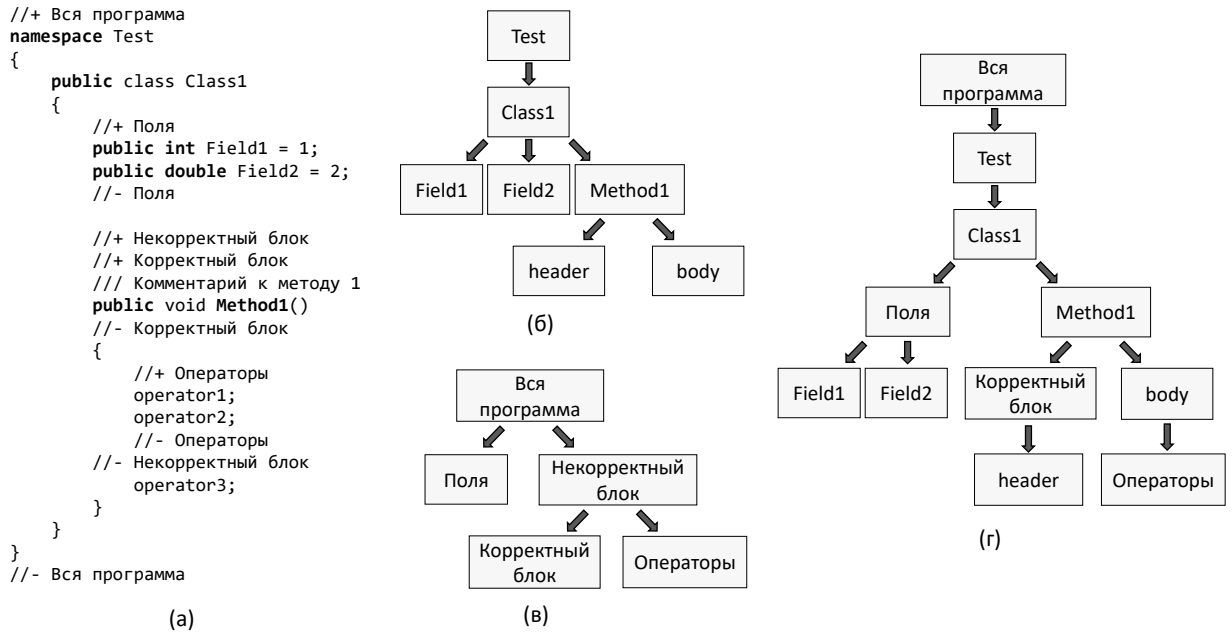 //+ Вся программа
namespace Test
{
public class Class1
{
//+ Поля
public int Field1 = 1;
public double Field2 = 2;
//- Поля
//+ Некорректный блок
//+ Корректный блок
/// Комментарий к методу 1
public void Method1()
//- Корректный блок
{
//+ Операторы
operator1;
operator2;
//- Операторы
//- Некорректный блок
operator3;
}
}
}
//- Вся программа
(а)
Test
Class1
Field1 Field2 Method1
header body
(б)
Вся
программа
Поля
Некорректный
блок
Корректный
блок
Операторы
(в)
Вся
программа
Test
Class1
Поля Method1
Field1 Field2
Корректный
блок
body
header Операторы
(г)